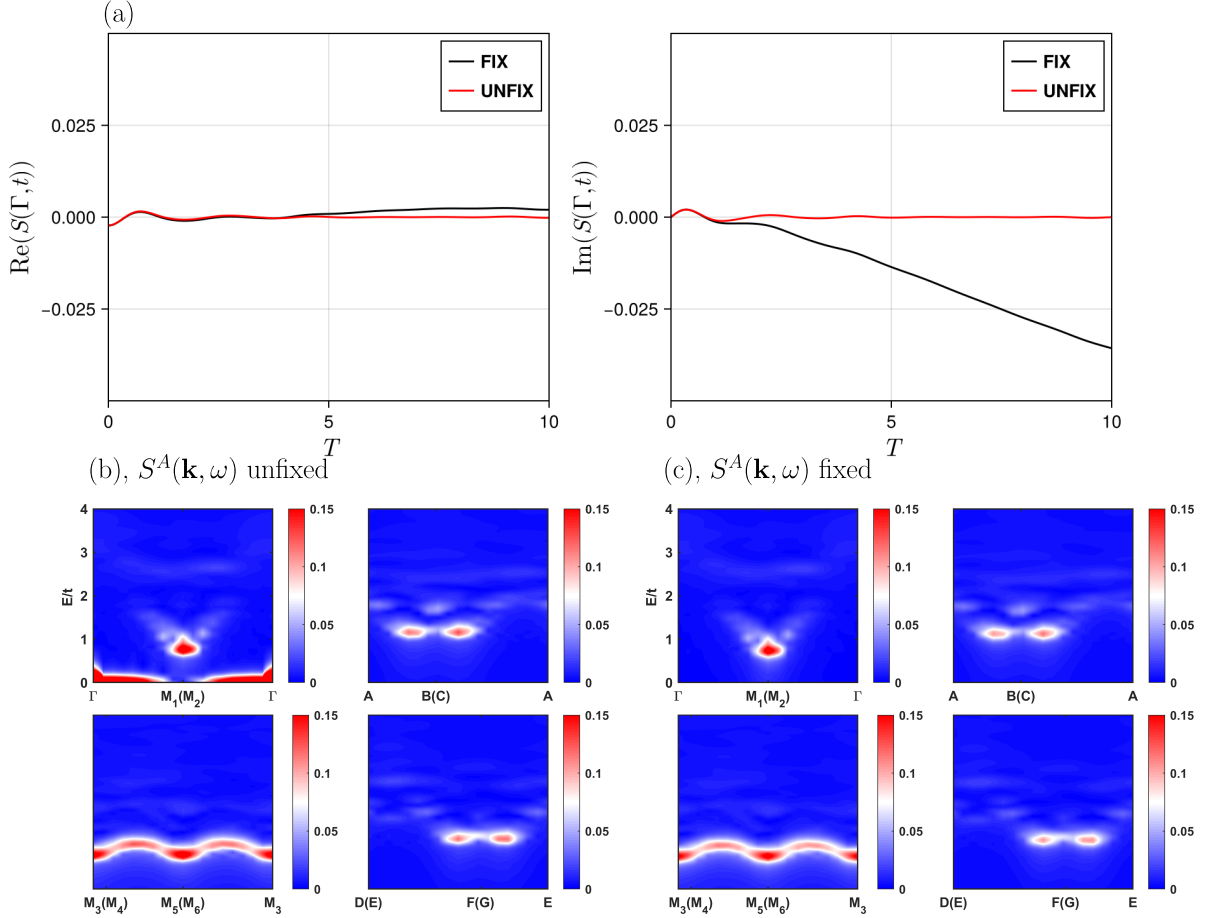 (a)
FIX
UNFIX
0.025
0.000
−0.025
Re(S(Γ, t))
0 5 10
T
FIX
UNFIX
0.025
0.000
−0.025
Im(S(Γ, t))
0 5 10
T
(b), S^A(k, ω) unfixed
4
3
2
1
0
E/t
Γ M₁(M₂) Γ
0.15
0.1
0.05
0
A B(C) A
0.15
0.1
0.05
0
M₃(M₄) M₅(M₆) M₃
0.15
0.1
0.05
0
D(E) F(G) E
0.15
0.1
0.05
0
(c), S^A(k, ω) fixed
4
3
2
1
0
E/t
Γ M₁(M₂) Γ
0.15
0.1
0.05
0
A B(C) A
0.15
0.1
0.05
0
M₃(M₄) M₅(M₆) M₃
0.15
0.1
0.05
0
D(E) F(G) E
0.15
0.1
0.05
0